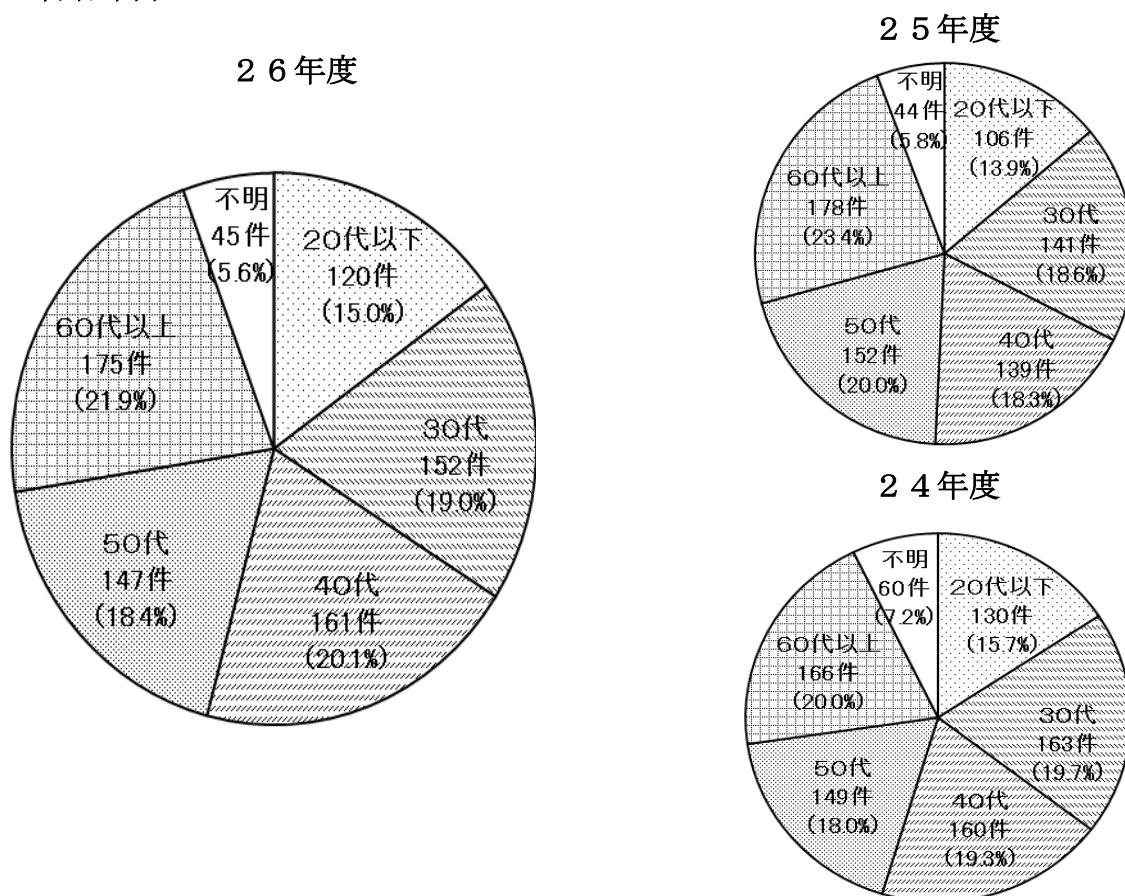 ２６年度
不明
45件
(5.6%)
20代以下
120件
(15.0%)
30代
152件
(19.0%)
40代
161件
(20.1%)
50代
147件
(18.4%)
60代以上
175件
(21.9%)
２５年度
不明
44件
(5.8%)
20代以下
106件
(13.9%)
30代
141件
(18.6%)
40代
139件
(18.3%)
50代
152件
(20.0%)
60代以上
178件
(23.4%)
２４年度
不明
60件
(7.2%)
20代以下
130件
(15.7%)
30代
163件
(19.7%)
40代
160件
(19.3%)
50代
149件
(18.0%)
60代以上
166件
(20.0%)